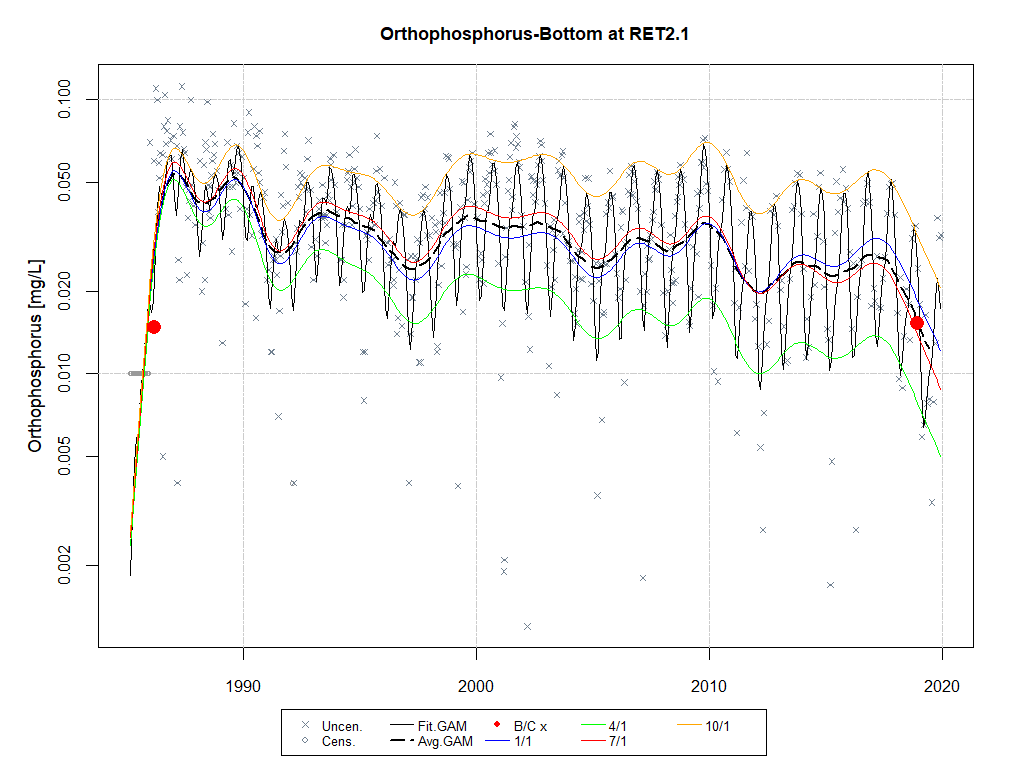 Orthophosphorus-Bottom at RET2.1
Orthophosphorus [mg/L]
0.100
0.050
0.020
0.010
0.005
0.002
1990 2000 2010 2020
Uncen. Fit.GAM B/C x 4/1 10/1
Cens. Avg.GAM 1/1 7/1